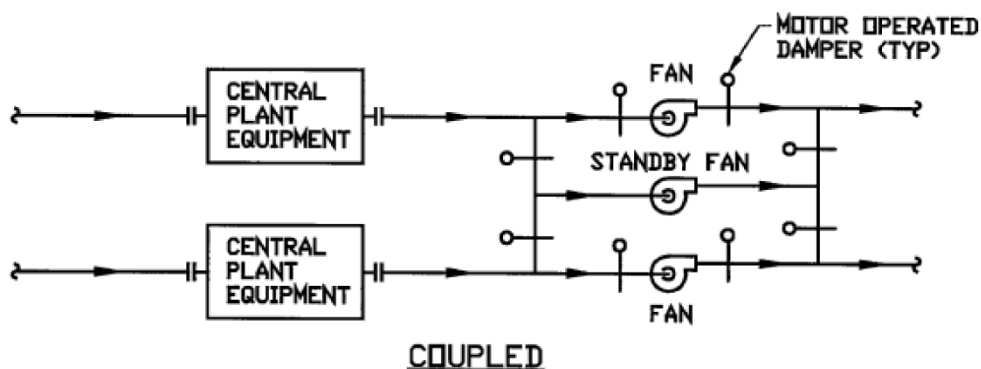 MOTOR OPERATED
DAMPER (TYP)
FAN
CENTRAL
PLANT
EQUIPMENT
STANDBY FAN
CENTRAL
PLANT
EQUIPMENT
FAN
COUPLED